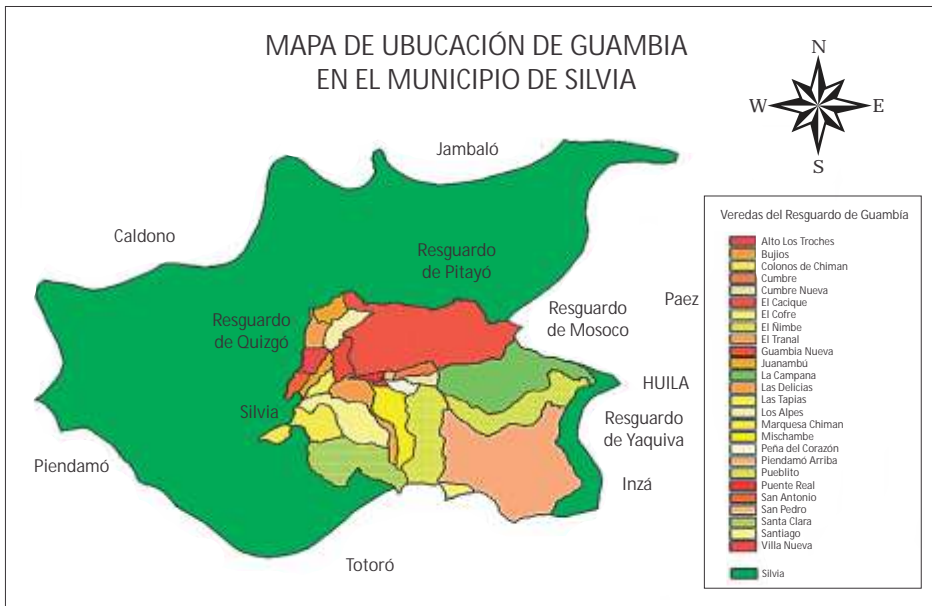 MAPA DE UBUCACIÓN DE GUAMBIA
EN EL MUNICIPIO DE SILVIA
N
W
E
S
Jambaló
Caldono
Resguardo
de Pitayó
Paez
Resguardo
de Mosoco
Resguardo
de Quizgó
HUILA
Silvia
Resguardo
de Yaquiva
Piendamó
Inzá
Totoró
Veredas del Resguardo de Guambía
Alto Los Troches
Bujios
Colonos de Chiman
Cumbre
Cumbre Nueva
El Cacique
El Cofre
El Nimbe
El Tranal
Guambia Nueva
Juanambú
La Campana
Las Delicias
Las Tapias
Los Alpes
Marquesa Chiman
Mischambe
Peña del Corazón
Piendamó Arriba
Pueblito
Puente Real
San Antonio
San Pedro
Santa Clara
Santiago
Villa Nueva
Silvia